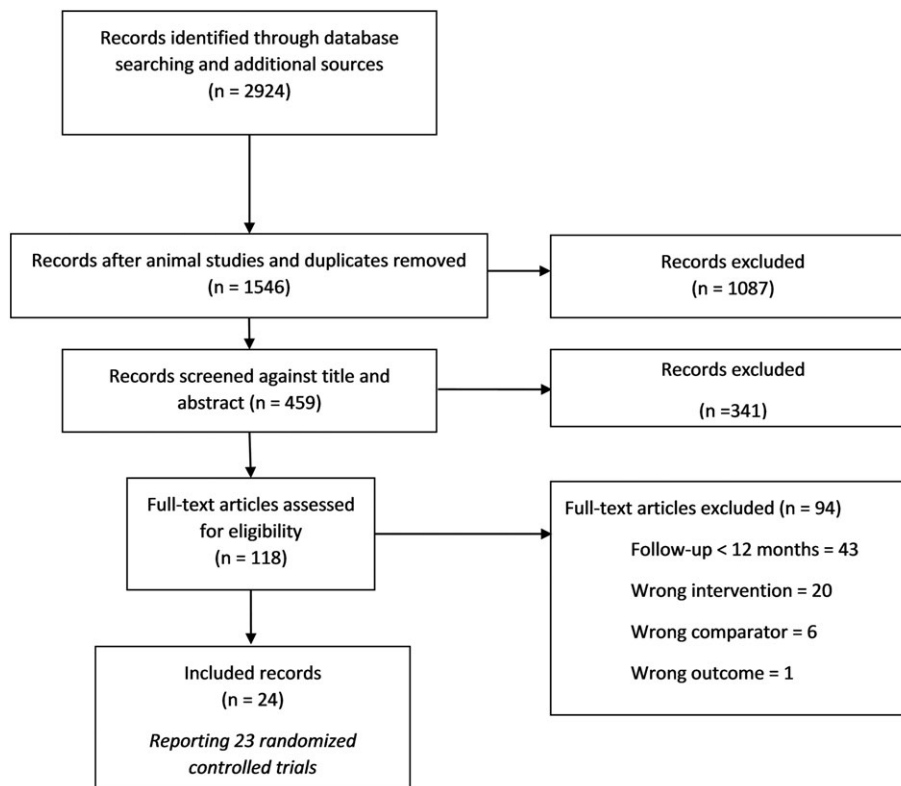 Records identified through database
searching and additional sources
(n = 2924)
Records after animal studies and duplicates removed
(n = 1546)
Records excluded
(n = 1087)
Records screened against title and
abstract (n = 459)
Records excluded
(n =341)
Full-text articles assessed
for eligibility
(n = 118)
Full-text articles excluded (n = 94)
Follow-up < 12 months = 43
Wrong intervention = 20
Wrong comparator = 6
Wrong outcome = 1
Included records
(n = 24)
Reporting 23 randomized
controlled trials